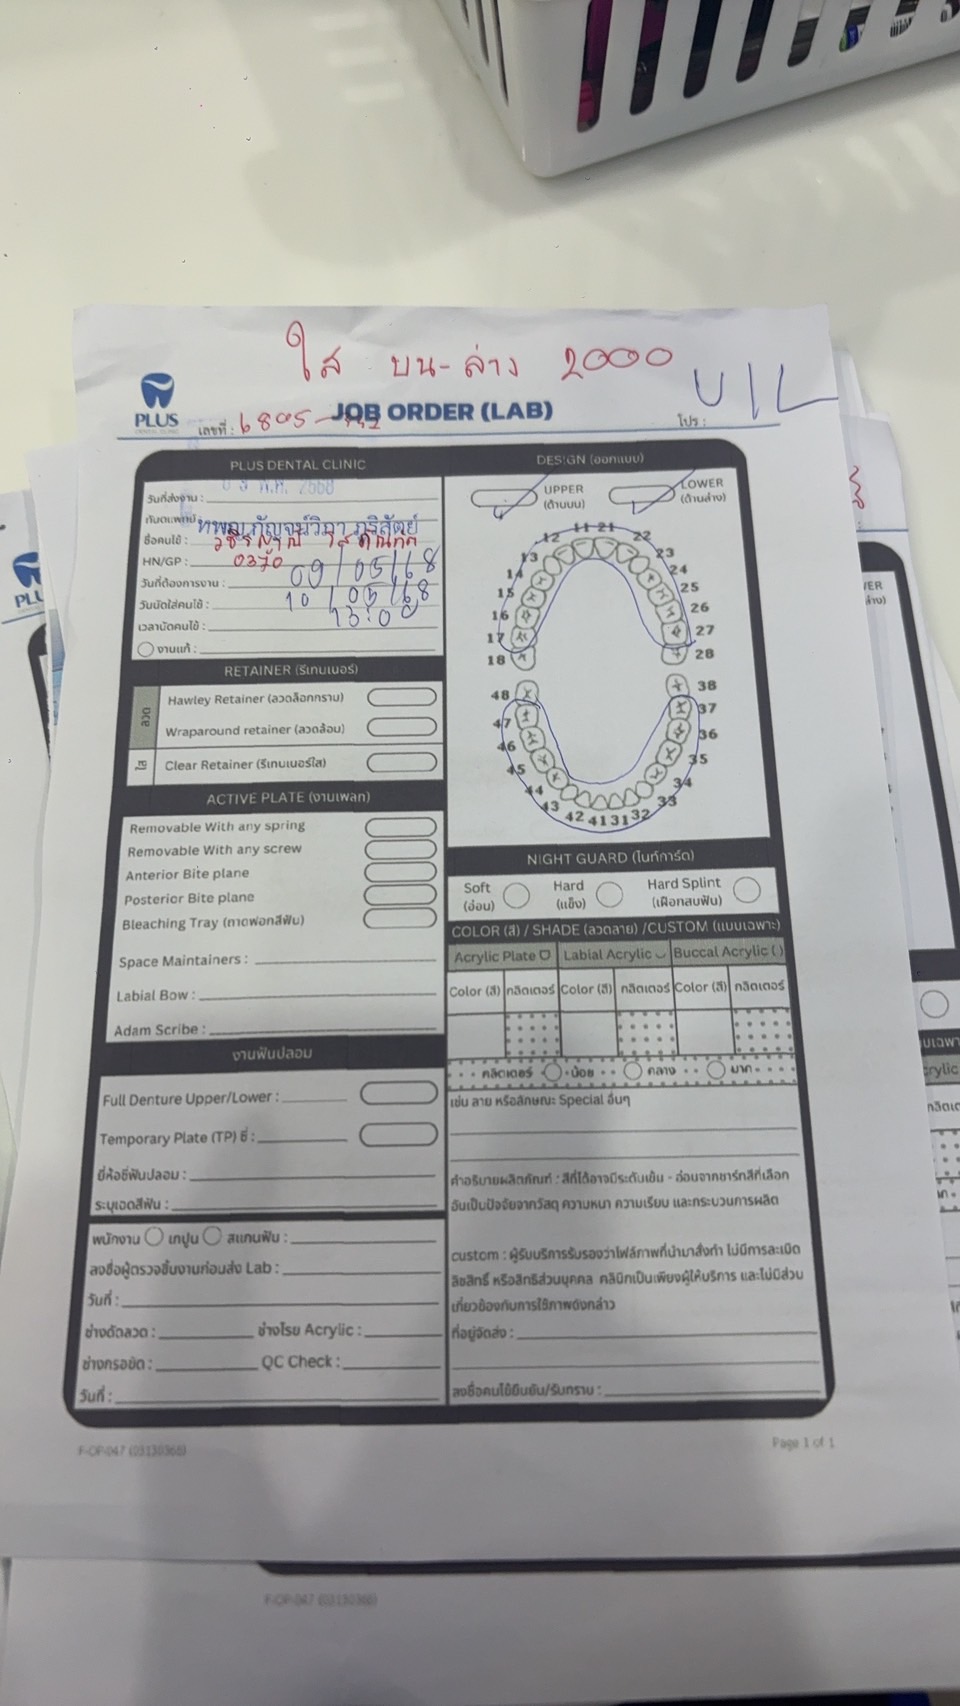 ใส บน-ล่าง 2000
U/L
PLUS
DENTAL CLINIC
เลขที่ : 6805-
JOB ORDER (LAB)
โปร :
PLUS DENTAL CLINIC
วันที่ส่งงาน :
พ.ค. 2568
ทันตแพทย์ : ทพญ.กัญจน์วิภา ภูริสัตย์
ชื่อคนไข้ :
HN/GP : 0370
วันที่ต้องการงาน : 09/05/68
วันนัดใส่คนไข้ : 10/05/68
เวลานัดคนไข้ : 13:00
งานแก้ :
RETAINER (รีเทนเนอร์)
ลวด
Hawley Retainer (ลวดล็อกกราม)
Wraparound retainer (ลวดล้อม)
ใส
Clear Retainer (รีเทนเนอร์ใส)
ACTIVE PLATE (งานเพลท)
Removable With any spring
Removable With any screw
Anterior Bite plane
Posterior Bite plane
Bleaching Tray (ถาดฟอกสีฟัน)
Space Maintainers :
Labial Bow :
Adam Scribe :
งานฟันปลอม
Full Denture Upper/Lower :
Temporary Plate (TP) ซี่ :
ยี่ห้อซี่ฟันปลอม :
ระบุเฉดสีฟัน :
พนักงาน เทปูน สแกนฟัน :
ลงชื่อผู้ตรวจชิ้นงานก่อนส่ง Lab :
วันที่ :
ช่างดัดลวด : ช่างโรย Acrylic :
ช่างกรอขัด : QC Check :
วันที่ :
DESIGN (ออกแบบ)
UPPER
(ด้านบน)
LOWER
(ด้านล่าง)
11 21
12 22
13 23
14 24
15 25
16 26
17 27
18 28
48 38
47 37
46 36
45 35
44 34
43 33
42 41 31 32
NIGHT GUARD (ไนท์การ์ด)
Soft
(อ่อน)
Hard
(แข็ง)
Hard Splint
(เฝือกสบฟัน)
COLOR (สี) / SHADE (ลวดลาย) /CUSTOM (แบบเฉพาะ)
Acrylic Plate Labial Acrylic Buccal Acrylic ( )
Color (สี) กลิตเตอร์ Color (สี) กลิตเตอร์ Color (สี) กลิตเตอร์
กลิตเตอร์ น้อย กลาง มาก
เช่น ลาย หรือลักษณะ Special อื่นๆ
คำอธิบายผลิตภัณฑ์ : สีที่ได้อาจมีระดับเข้ม - อ่อนจากชาร์ทสีที่เลือก
อันเป็นปัจจัยจากวัสดุ ความหนา ความเรียบ และกระบวนการผลิต
custom : ผู้รับบริการรับรองว่าไฟล์ภาพที่นำมาสั่งทำ ไม่มีการละเมิด
ลิขสิทธิ์ หรือสิทธิส่วนบุคคล คลินิกเป็นเพียงผู้ให้บริการ และไม่มีส่วน
เกี่ยวข้องกับการใช้ภาพดังกล่าว
ที่อยู่จัดส่ง :
ลงชื่อคนไข้ยืนยัน/รับทราบ :
F-OP-047 (03130366)
Page 1 of 1
F-OP-047 (03130366)